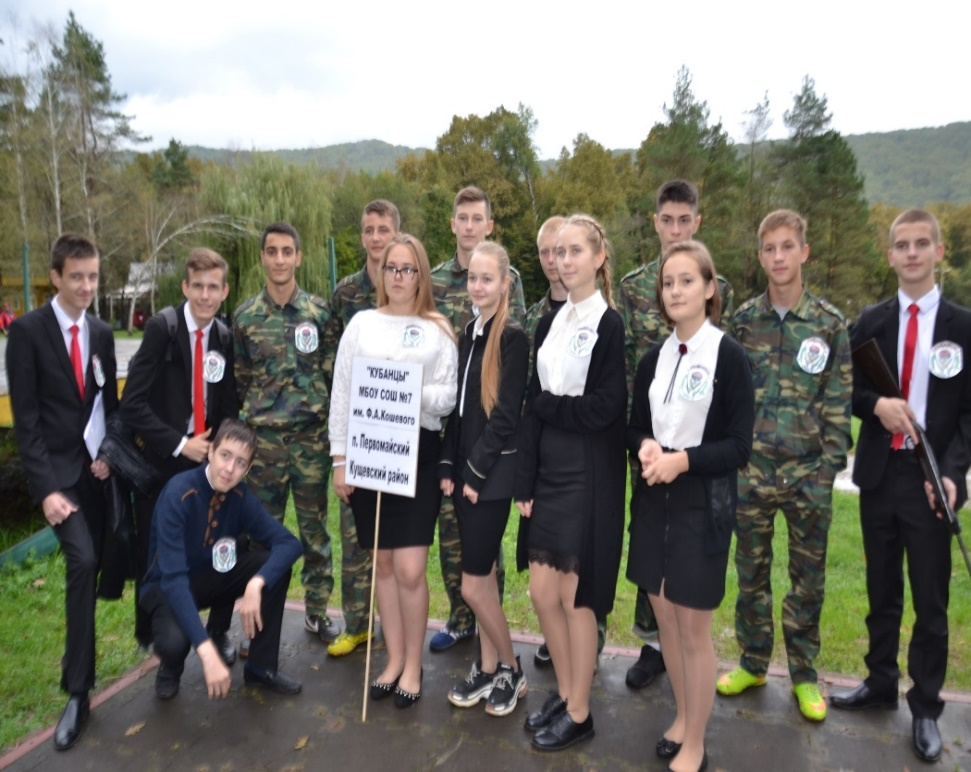 "КУБАНЦЫ"
МБОУ СОШ №7
им. Ф.А.Кошевого
п. Первомайский
Кущевский район